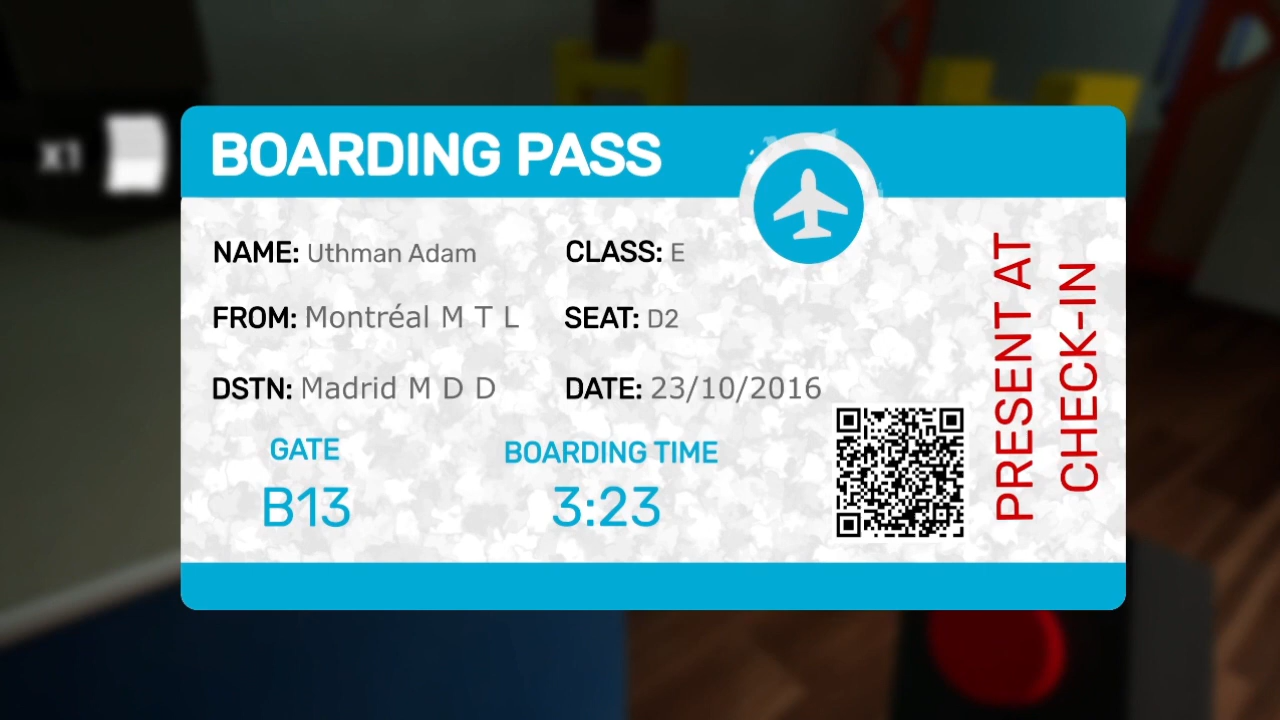 X1
BOARDING PASS
NAME: Uthman Adam
CLASS: E
FROM: Montréal M T L
SEAT: D2
DSTN: Madrid M D D
DATE: 23/10/2016
GATE
B13
BOARDING TIME
3:23
PRESENT AT
CHECK-IN